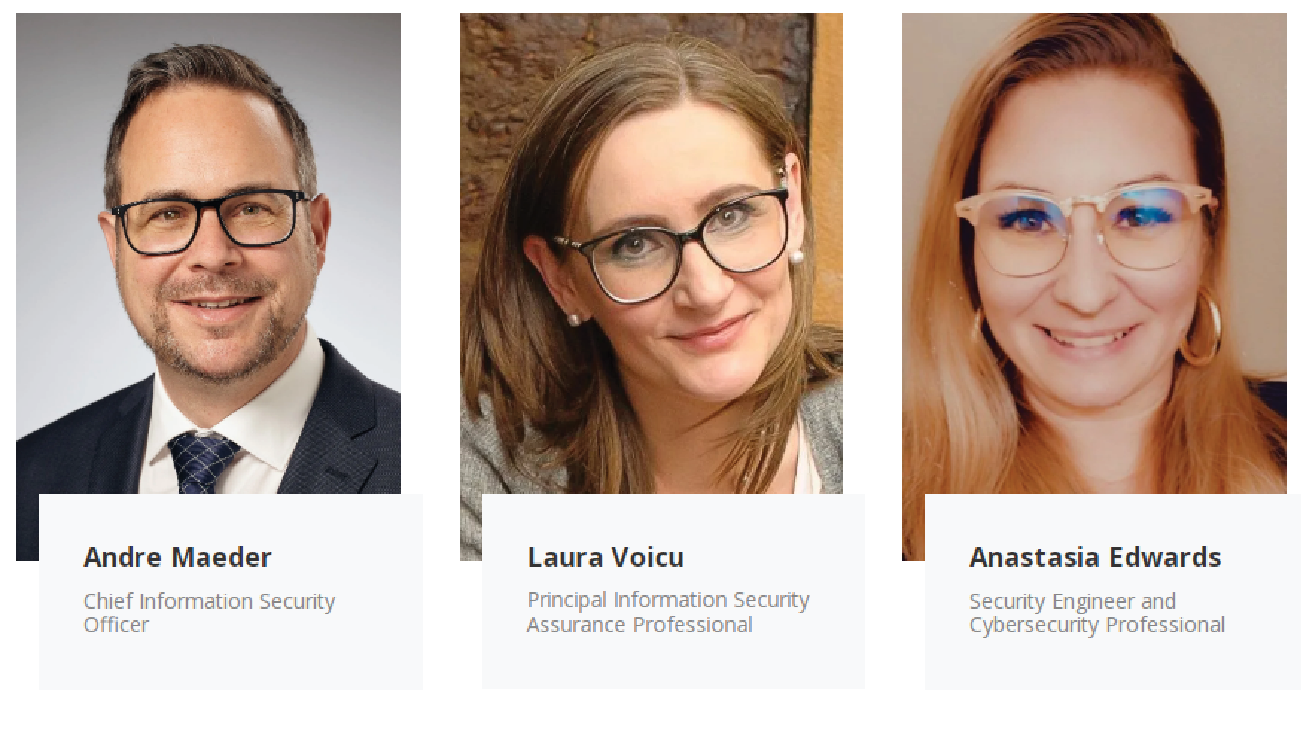 Andre Maeder
Chief Information Security
Officer
Laura Voicu
Principal Information Security
Assurance Professional
Anastasia Edwards
Security Engineer and
Cybersecurity Professional